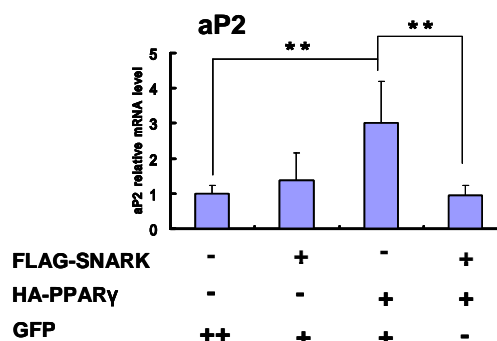 aP2
** **
aP2 relative mRNA level
5
4
3
2
1
0
FLAG-SNARK - + - +
HA-PPARγ - - + +
GFP ++ + + -